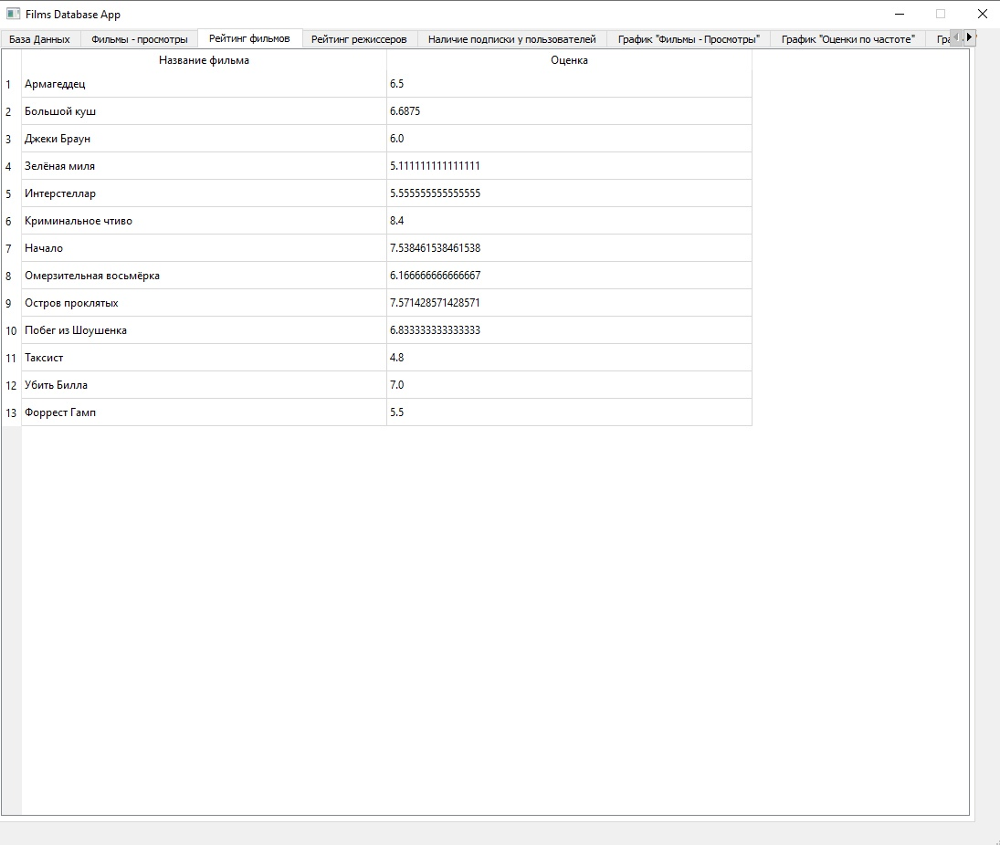 Films Database App
База Данных Фильмы - просмотры Рейтинг фильмов Рейтинг режиссеров Наличие подписки у пользователей График "Фильмы - Просмотры" График "Оценки по частоте"
Название фильма Оценка
1 Армагеддец 6.5
2 Большой куш 6.6875
3 Джеки Браун 6.0
4 Зелёная миля 5.111111111111111
5 Интерстеллар 5.555555555555555
6 Криминальное чтиво 8.4
7 Начало 7.538461538461538
8 Омерзительная восьмёрка 6.166666666666667
9 Остров проклятых 7.571428571428571
10 Побег из Шоушенка 6.833333333333333
11 Таксист 4.8
12 Убить Билла 7.0
13 Форрест Гамп 5.5